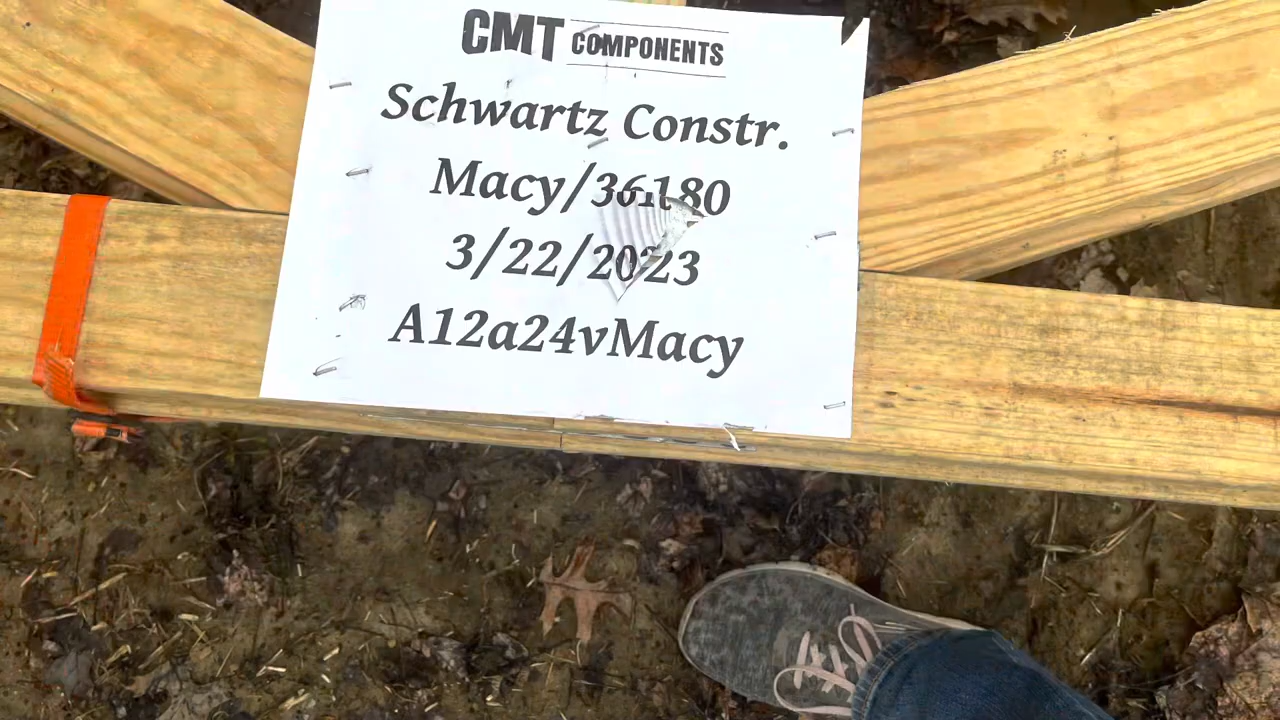 CMT COMPONENTS
Schwartz Constr.
Macy/36180
3/22/2023
A12a24vMacy